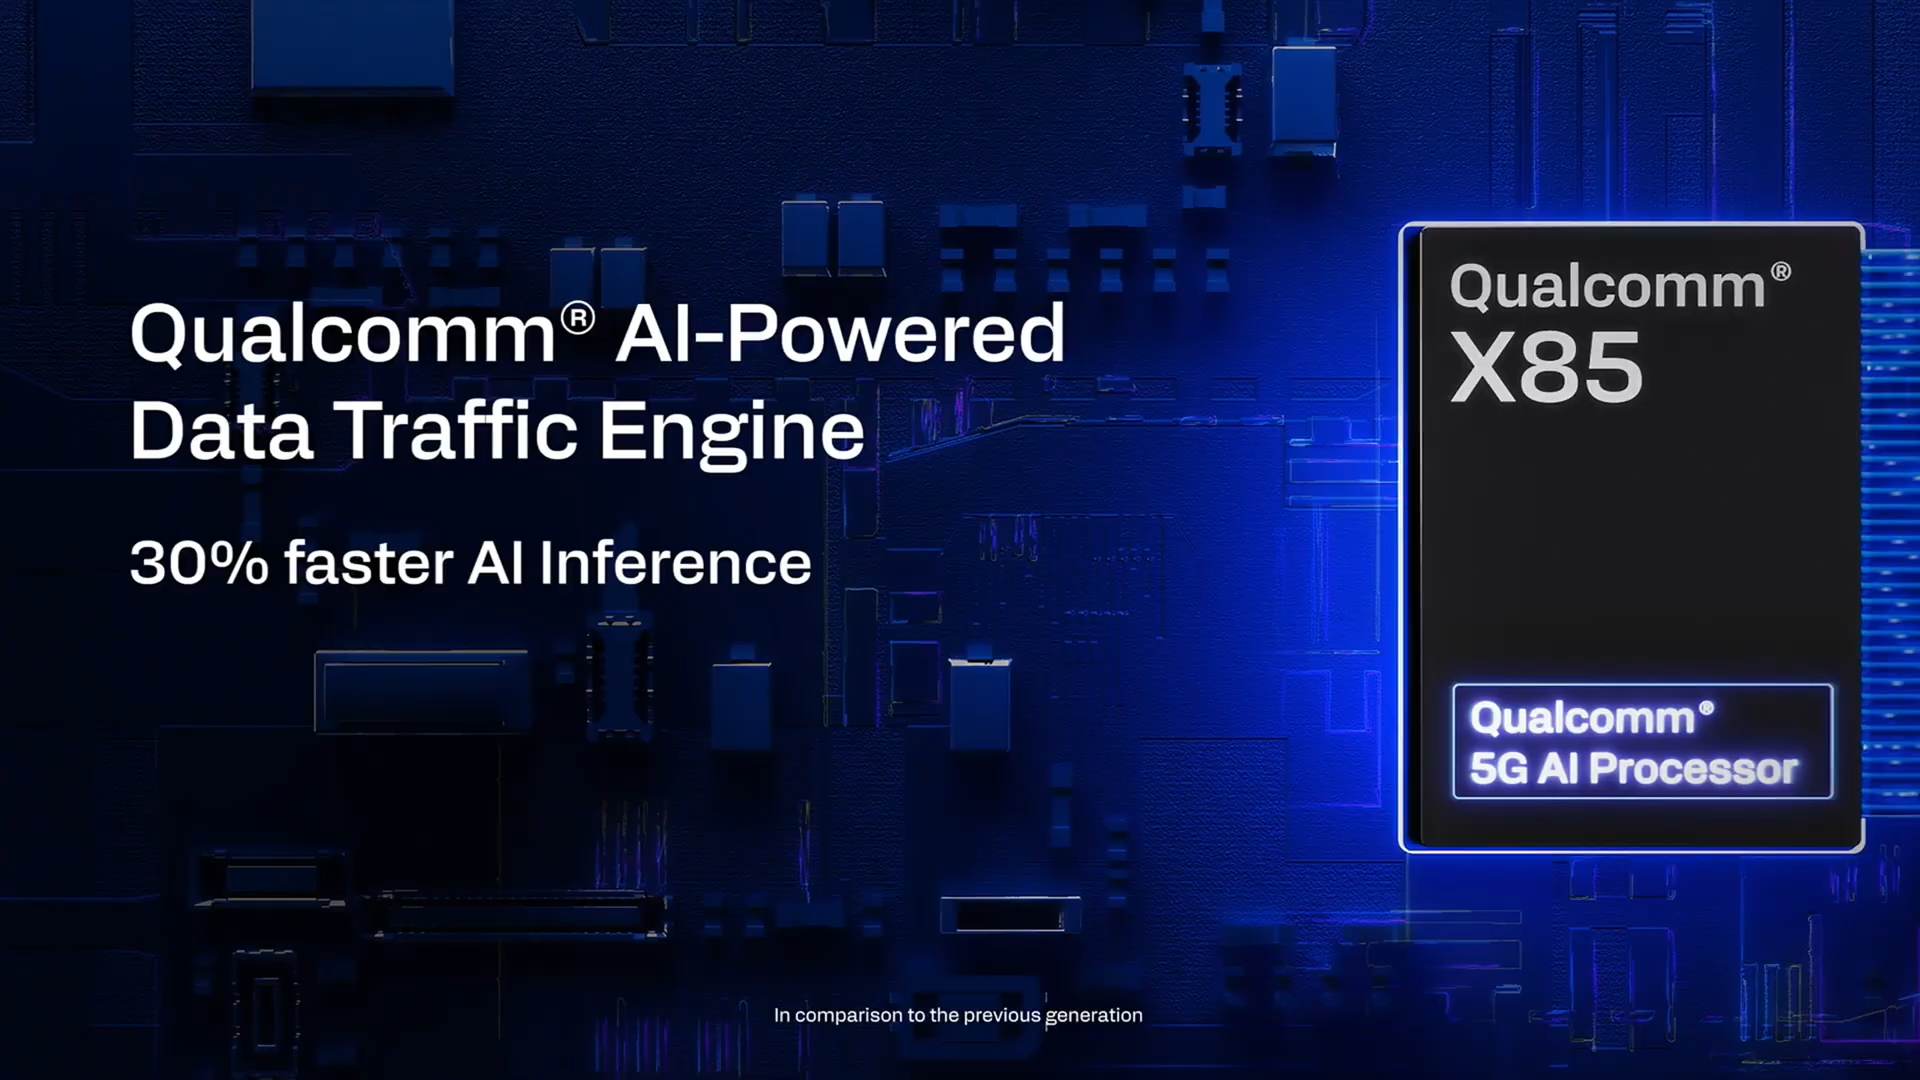 Qualcomm® AI-Powered
Data Traffic Engine
30% faster AI Inference
Qualcomm®
X85
Qualcomm®
5G AI Processor
In comparison to the previous generation